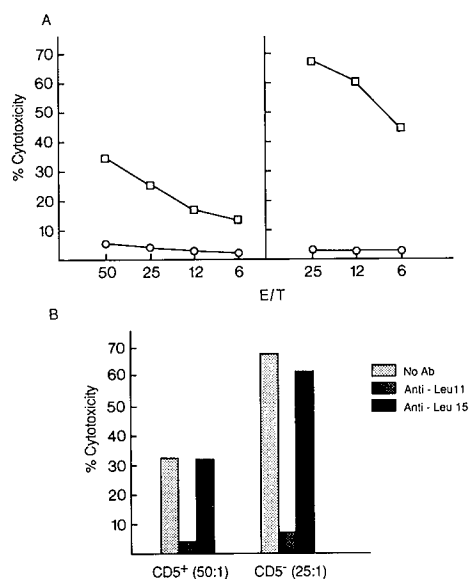 A
% Cytotoxicity
70
60
50
40
30
20
10
50 25 12 6
25 12 6
E/T
B
% Cytotoxicity
70
60
50
40
30
20
10
CD5+ (50:1)
CD5- (25:1)
No Ab
Anti - Leu11
Anti - Leu 15